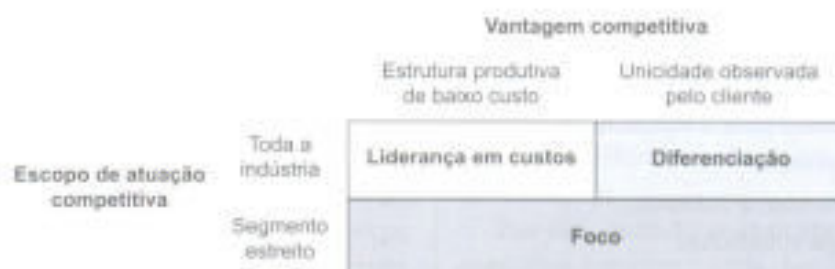 Vantagem competitiva
Estrutura produtiva Unicidade observada
de baixo custo pelo cliente
Toda a
indústria
Liderança em custos Diferenciação
Escopo de atuação
competitiva
Segmento
estreito
Foco